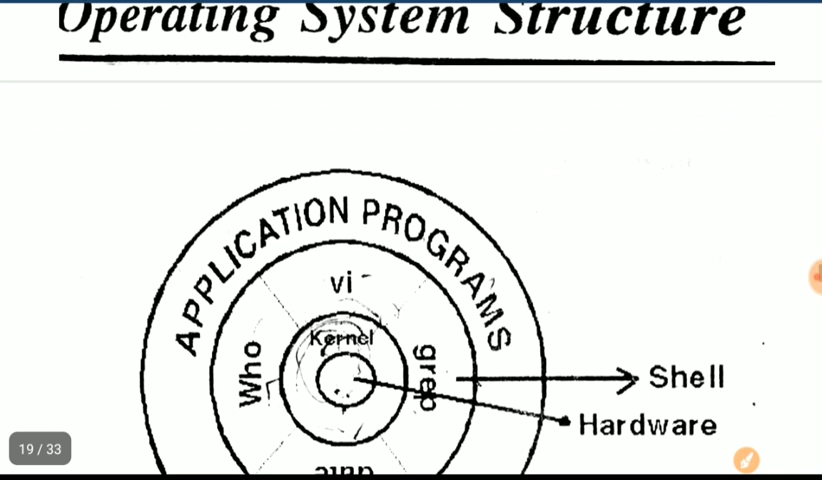 Operating System Structure
APPLICATION PROGRAMS
vi
Kernel
Who
grep
Shell
Hardware
19 / 33